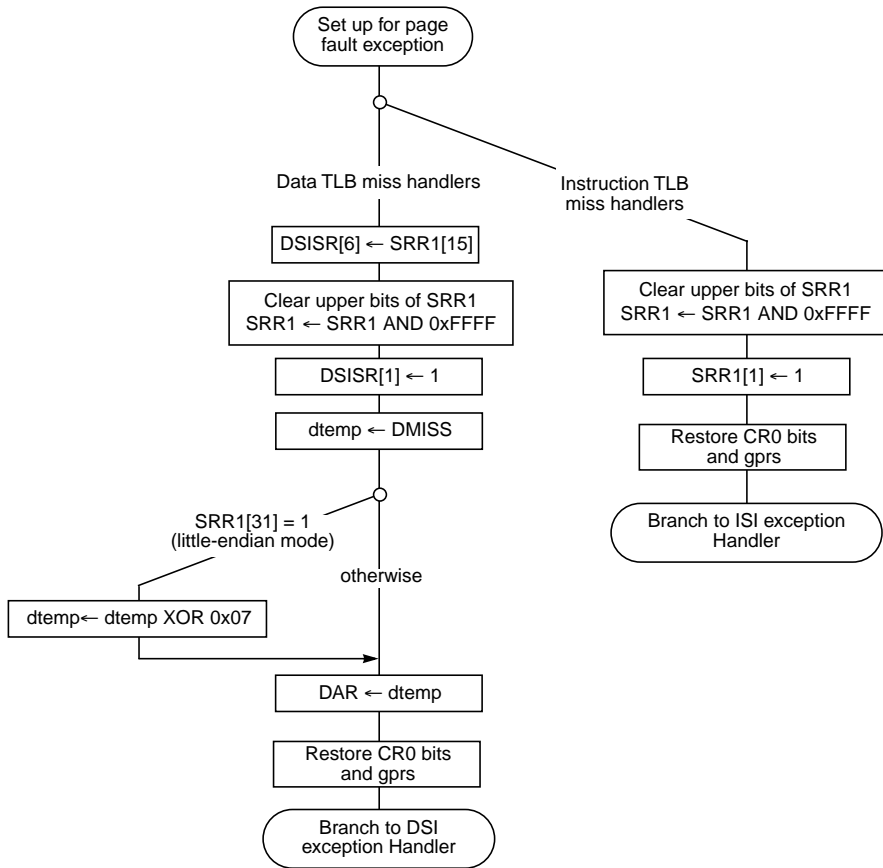 Set up for page
fault exception
Data TLB miss handlers
Instruction TLB
miss handlers
DSISR[6] ← SRR1[15]
Clear upper bits of SRR1
SRR1 ← SRR1 AND 0xFFFF
DSISR[1] ← 1
dtemp ← DMISS
Clear upper bits of SRR1
SRR1 ← SRR1 AND 0xFFFF
SRR1[1] ← 1
Restore CR0 bits
and gprs
Branch to ISI exception
Handler
SRR1[31] = 1
(little-endian mode)
otherwise
dtemp← dtemp XOR 0x07
DAR ← dtemp
Restore CR0 bits
and gprs
Branch to DSI
exception Handler